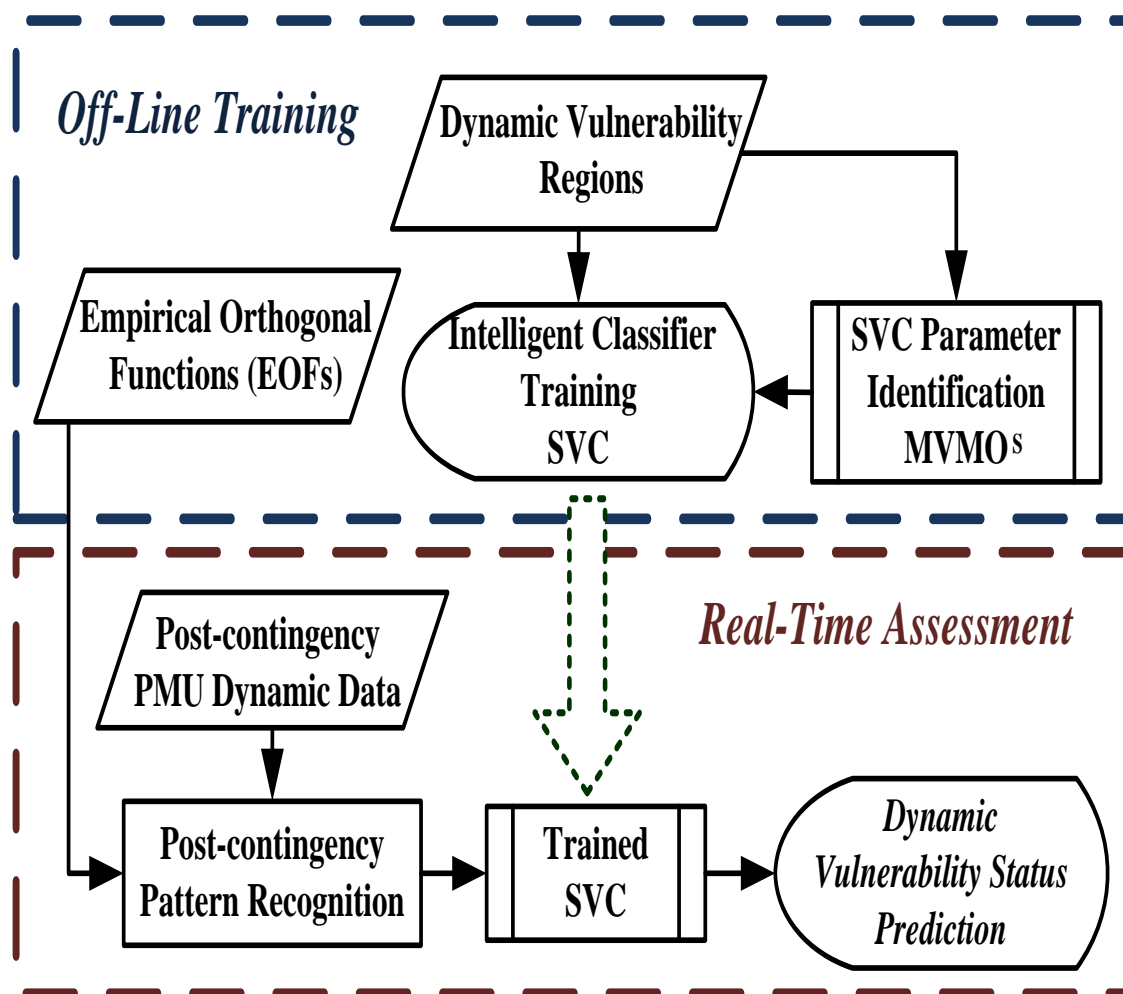 Off-Line Training
Dynamic Vulnerability
Regions
Empirical Orthogonal
Functions (EOFs)
Intelligent Classifier
Training
SVC
SVC Parameter
Identification
MVMO S
Real-Time Assessment
Post-contingency
PMU Dynamic Data
Post-contingency
Pattern Recognition
Trained
SVC
Dynamic
Vulnerability Status
Prediction